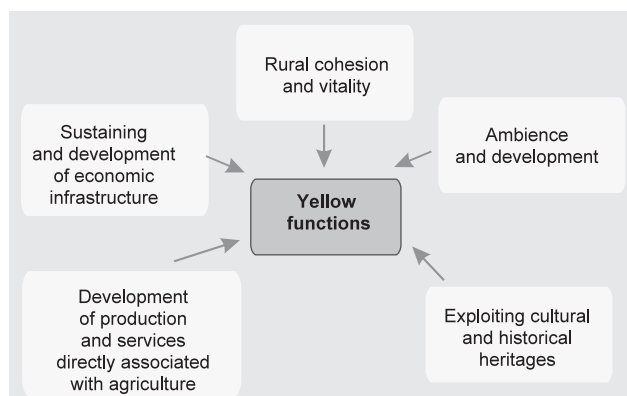 Rural cohesion
and vitality
Sustaining
and development
of economic
infrastructure
Ambience
and development
Yellow
functions
Development
of production
and services
directly associated
with agriculture
Exploiting cultural
and historical
heritages